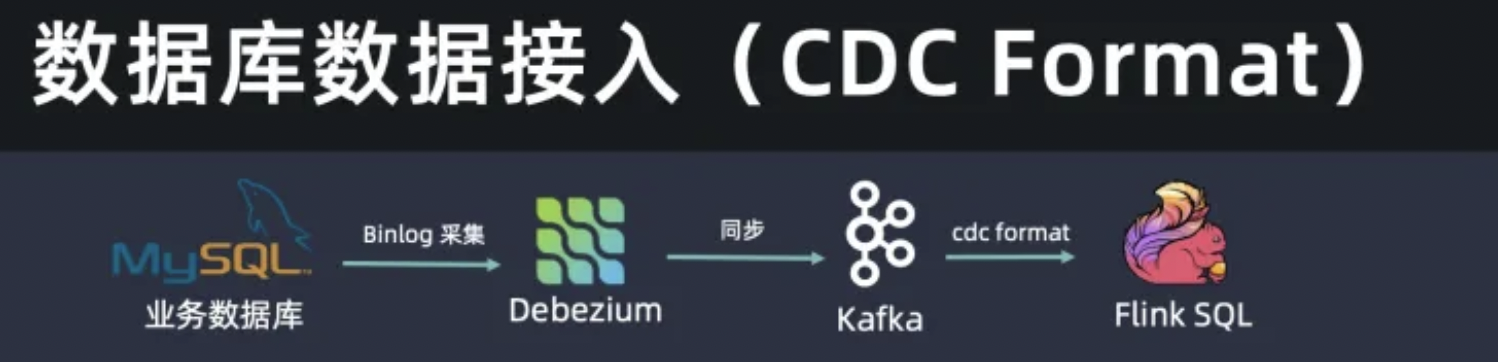 数据库数据接入（CDC Format）
MySQL
Binlog 采集
同步
cdc format
业务数据库
Debezium
Kafka
Flink SQL